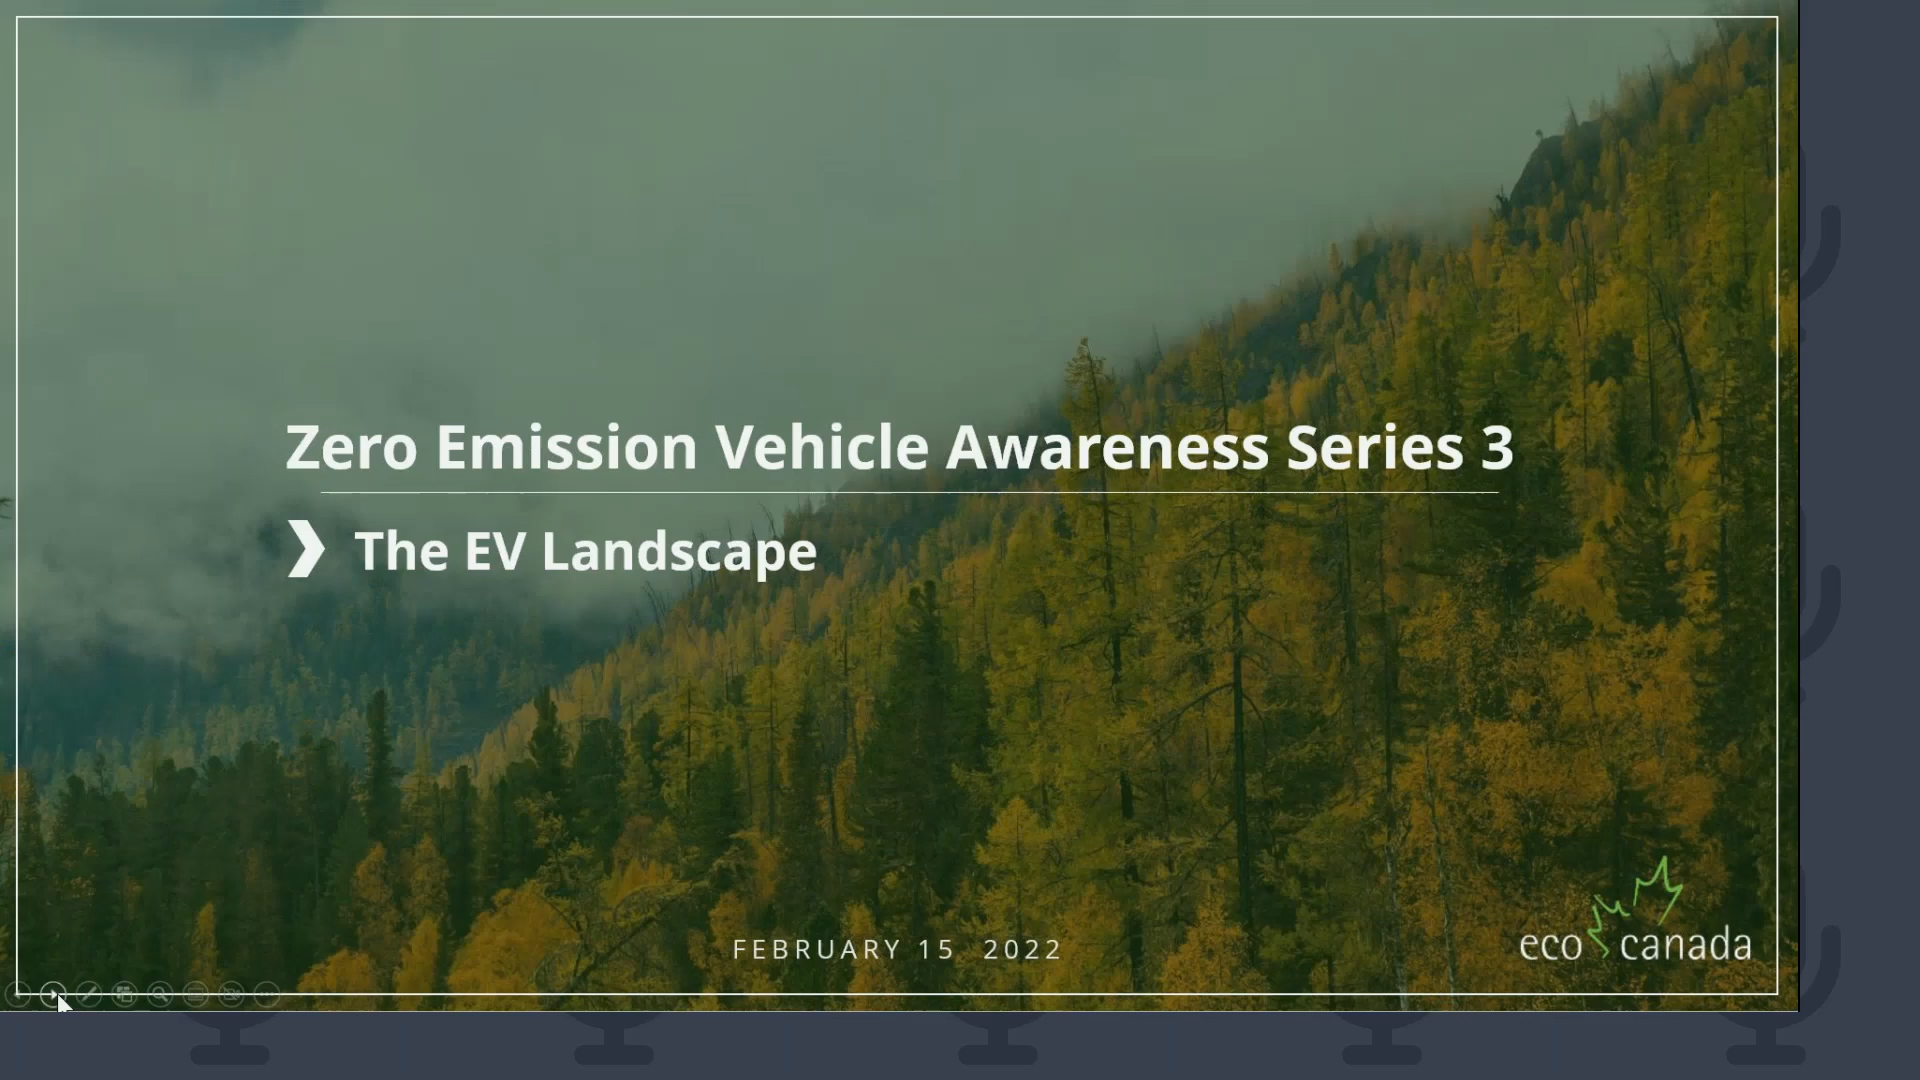 Zero Emission Vehicle Awareness Series 3
The EV Landscape
FEBRUARY 15 2022
eco canada